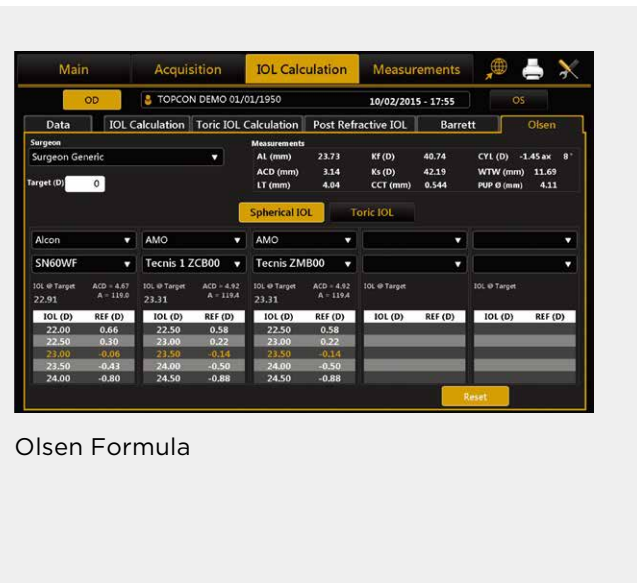 Main Acquisition IOL Calculation Measurements
OD TOPCON DEMO 01/01/1950 10/02/2015 - 17:55 OS
Data IOL Calculation Toric IOL Calculation Post Refractive IOL Barrett Olsen
Surgeon Measurements
Surgeon Generic AL (mm) 23.73 Kf (D) 40.74 CYL (D) -1.45 ax 8°
ACD (mm) 3.14 Ks (D) 42.19 WTW (mm) 11.69
Target (D) 0 LT (mm) 4.04 CCT (mm) 0.544 PUP Ø (mm) 4.11
Spherical IOL Toric IOL
Alcon AMO AMO
SN60WF Tecnis 1 ZCB00 Tecnis ZMB00
IOL @ Target ACD = 4.67 IOL @ Target ACD = 4.92 IOL @ Target ACD = 4.92 IOL @ Target IOL @ Target
22.91 A = 119.0 23.31 A = 119.4 23.31 A = 119.4
IOL (D) REF (D) IOL (D) REF (D) IOL (D) REF (D) IOL (D) REF (D) IOL (D) REF (D)
22.00 0.66 22.50 0.58 22.50 0.58
22.50 0.30 23.00 0.22 23.00 0.22
23.00 -0.06 23.50 -0.14 23.50 -0.14
23.50 -0.43 24.00 -0.50 24.00 -0.50
24.00 -0.80 24.50 -0.88 24.50 -0.88
Reset
Olsen Formula